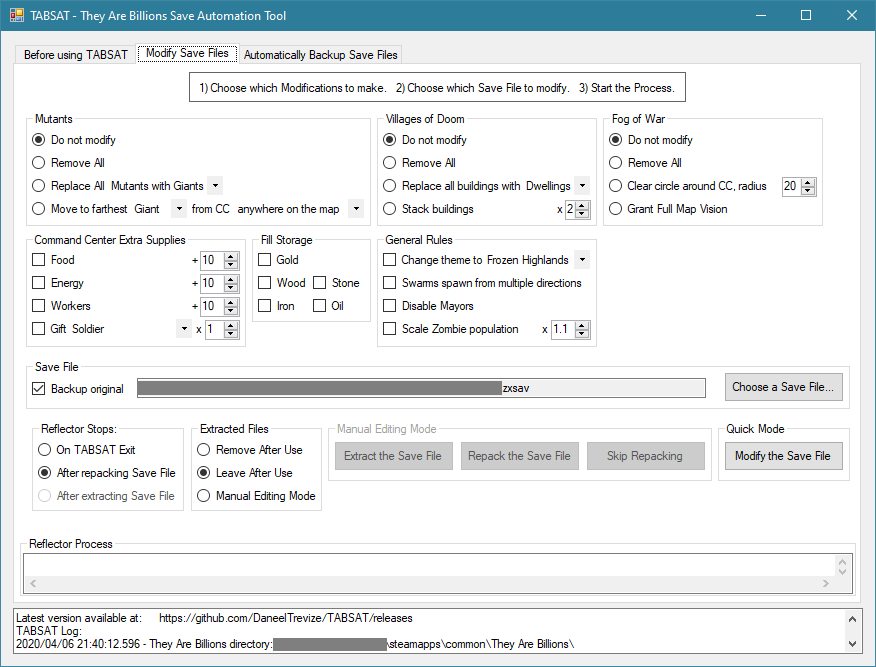 TABSAT - They Are Billions Save Automation Tool
Before using TABSAT Modify Save Files Automatically Backup Save Files
1) Choose which Modifications to make. 2) Choose which Save File to modify. 3) Start the Process.
Mutants
Do not modify
Remove All
Replace All Mutants with Giants
Move to farthest Giant from CC anywhere on the map
Villages of Doom
Do not modify
Remove All
Replace all buildings with Dwellings
Stack buildings x 2
Fog of War
Do not modify
Remove All
Clear circle around CC, radius 20
Grant Full Map Vision
Command Center Extra Supplies
Food + 10
Energy + 10
Workers + 10
Gift Soldier x 1
Fill Storage
Gold
Wood Stone
Iron Oil
General Rules
Change theme to Frozen Highlands
Swarms spawn from multiple directions
Disable Mayors
Scale Zombie population x 1.1
Save File
Backup original zxsav Choose a Save File...
Reflector Stops:
On TABSAT Exit
After repacking Save File
After extracting Save File
Extracted Files
Remove After Use
Leave After Use
Manual Editing Mode
Manual Editing Mode
Extract the Save File Repack the Save File Skip Repacking
Quick Mode
Modify the Save File
Reflector Process
Latest version available at: https://github.com/DaneelTrevize/TABSAT/releases
TABSAT Log:
2020/04/06 21:40:12.596 - They Are Billions directory: \steamapps\common\They Are Billions\